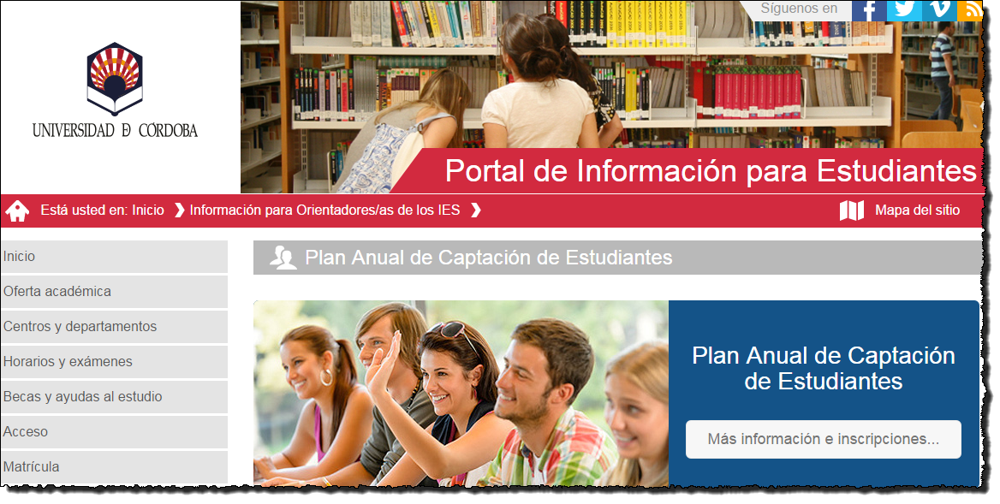 Síguenos en
UNIVERSIDAD Ð CÓRDOBA
Portal de Información para Estudiantes
Está usted en: Inicio ❯ Información para Orientadores/as de los IES ❯
Mapa del sitio
Inicio
Oferta académica
Centros y departamentos
Horarios y exámenes
Becas y ayudas al estudio
Acceso
Matrícula
Plan Anual de Captación de Estudiantes
Plan Anual de Captación
de Estudiantes
Más información e inscripciones...